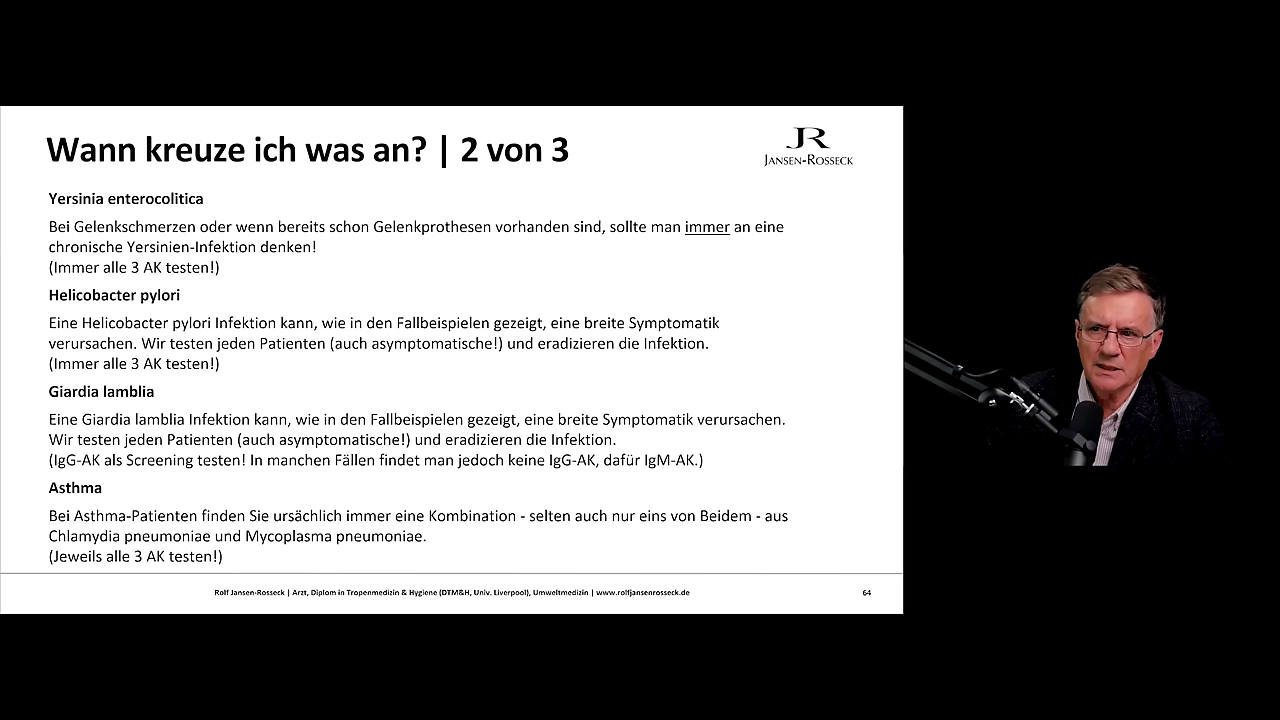 Wann kreuze ich was an? | 2 von 3
JR
JANSEN-ROSSECK
Yersinia enterocolitica
Bei Gelenkschmerzen oder wenn bereits schon Gelenkprothesen vorhanden sind, sollte man immer an eine
chronische Yersinien-Infektion denken!
(Immer alle 3 AK testen!)
Helicobacter pylori
Eine Helicobacter pylori Infektion kann, wie in den Fallbeispielen gezeigt, eine breite Symptomatik
verursachen. Wir testen jeden Patienten (auch asymptomatische!) und eradizieren die Infektion.
(Immer alle 3 AK testen!)
Giardia lamblia
Eine Giardia lamblia Infektion kann, wie in den Fallbeispielen gezeigt, eine breite Symptomatik verursachen.
Wir testen jeden Patienten (auch asymptomatische!) und eradizieren die Infektion.
(IgG-AK als Screening testen! In manchen Fällen findet man jedoch keine IgG-AK, dafür IgM-AK.)
Asthma
Bei Asthma-Patienten finden Sie ursächlich immer eine Kombination - selten auch nur eins von Beidem - aus
Chlamydia pneumoniae und Mycoplasma pneumoniae.
(Jeweils alle 3 AK testen!)
Rolf Jansen-Rosseck | Arzt, Diplom in Tropenmedizin & Hygiene (DTM&H, Univ. Liverpool), Umweltmedizin | www.rolfjansenrosseck.de
64